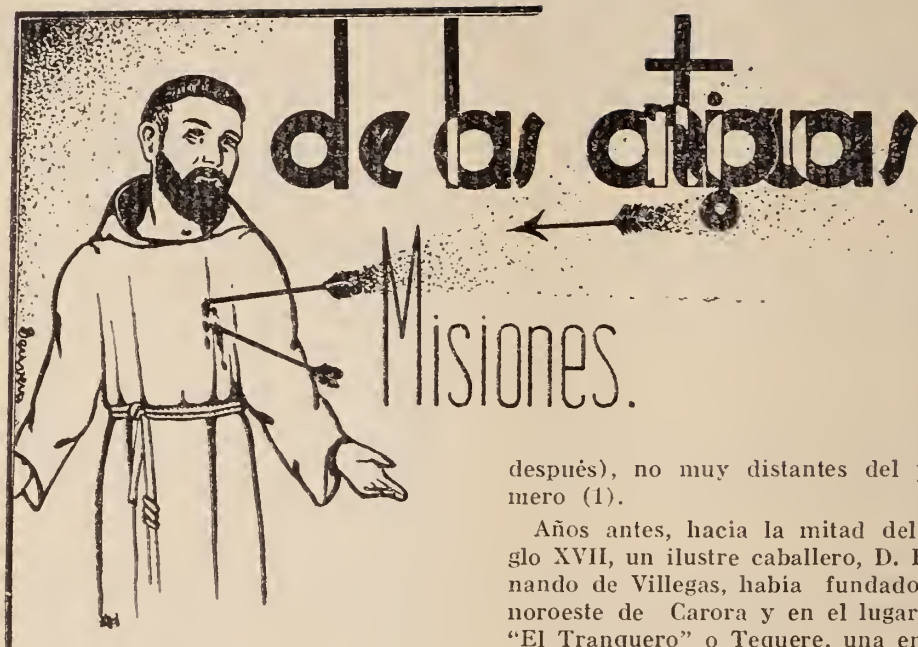 de las antiguas
Misiones.
después), no muy distantes del
mero (1).
Años antes, hacia la mitad del
glo XVII, un ilustre caballero, D.
nando de Villegas, había fundado
noroeste de Carora y en el lugar
"El Tranquero" o Tequere, una